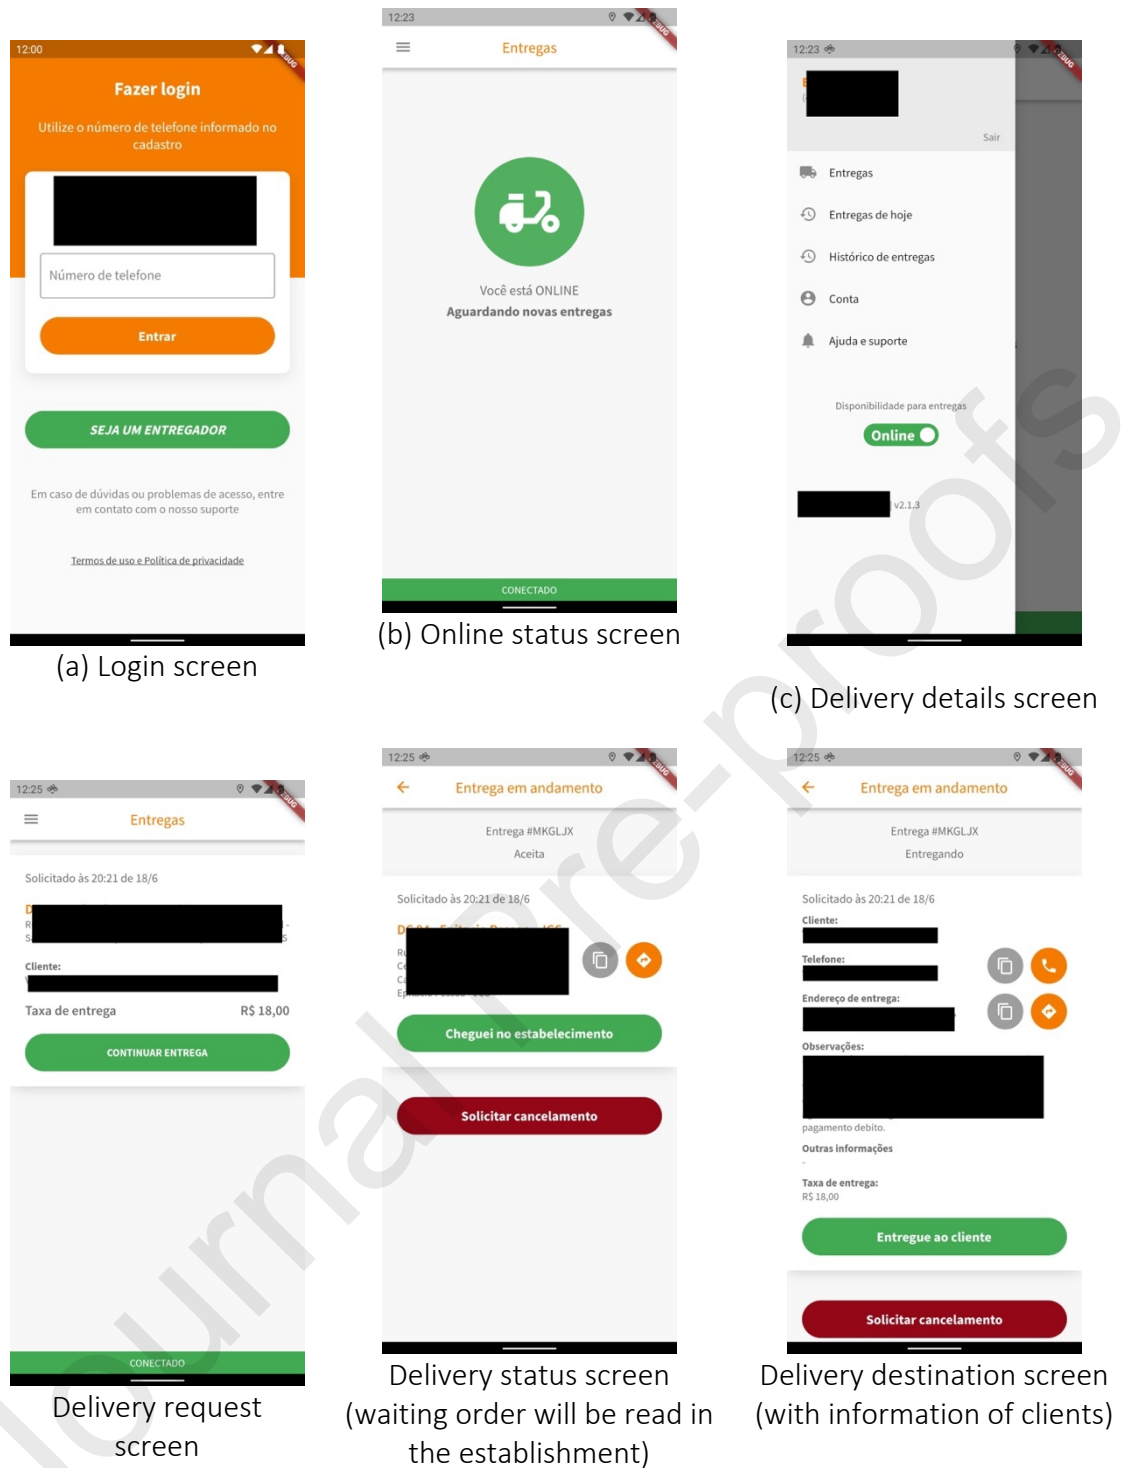 12:00
DEBUG
Fazer login
Utilize o número de telefone informado no
cadastro
Número de telefone
Entrar
SEJA UM ENTREGADOR
Em caso de dúvidas ou problemas de acesso, entre
em contato com o nosso suporte
Termos de uso e Política de privacidade
(a) Login screen
12:23
Entregas
Você está ONLINE
Aguardando novas entregas
CONECTADO
(b) Online status screen
12:23
Sair
Entregas
Entregas de hoje
Histórico de entregas
Conta
Ajuda e suporte
Disponibilidade para entregas
Online
v2.1.3
(c) Delivery details screen
12:25
Entregas
Solicitado às 20:21 de 18/6
Cliente:
Taxa de entrega R$ 18,00
CONTINUAR ENTREGA
CONECTADO
Delivery request
screen
12:25
Entrega em andamento
Entrega #MKGLJX
Aceita
Solicitado às 20:21 de 18/6
Cheguei no estabelecimento
Solicitar cancelamento
Delivery status screen
(waiting order will be read in
the establishment)
12:25
Entrega em andamento
Entrega #MKGLJX
Entregando
Solicitado às 20:21 de 18/6
Cliente:
Telefone:
Endereço de entrega:
Observações:
pagamento debito.
Outras informações
-
Taxa de entrega:
R$ 18,00
Entregue ao cliente
Solicitar cancelamento
Delivery destination screen
(with information of clients)
Journal Pre-proofs